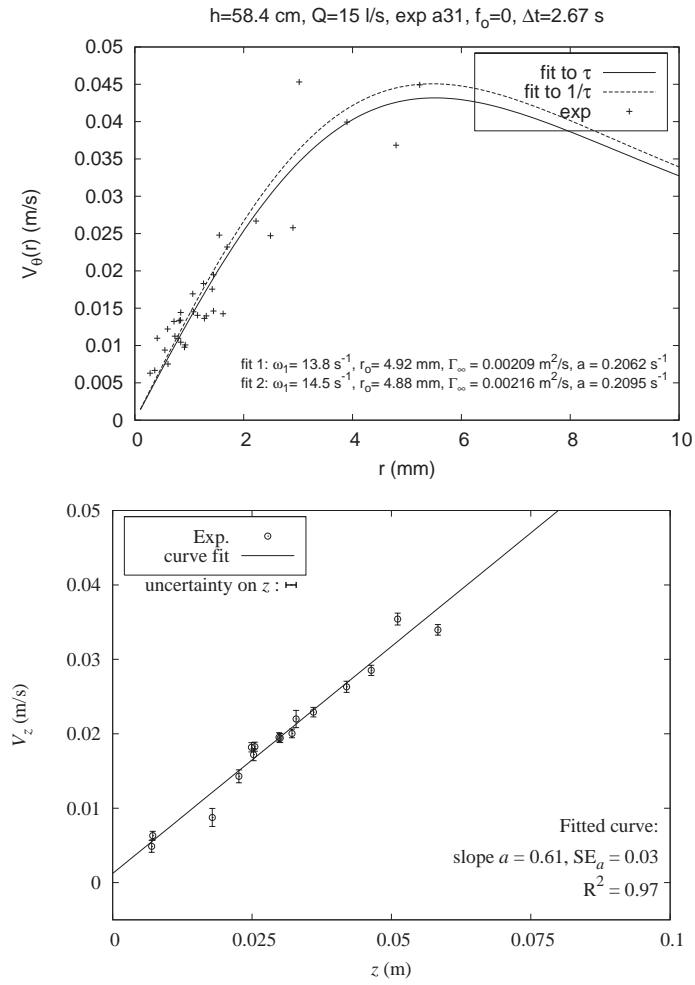 h=58.4 cm, Q=15 l/s, exp a31, fₒ=0, Δt=2.67 s
0.05
0.045
0.04
0.035
0.03
0.025
0.02
0.015
0.01
0.005
0
V_θ(r) (m/s)
fit to τ
fit to 1/τ
exp
fit 1: ω₁= 13.8 s⁻¹, rₒ= 4.92 mm, Γ_∞ = 0.00209 m²/s, a = 0.2062 s⁻¹
fit 2: ω₁= 14.5 s⁻¹, rₒ= 4.88 mm, Γ_∞ = 0.00216 m²/s, a = 0.2095 s⁻¹
0 2 4 6 8 10
r (mm)
0.05
0.04
0.03
0.02
0.01
0
V_z (m/s)
Exp.
curve fit
uncertainty on z :
Fitted curve:
slope a = 0.61, SEₐ = 0.03
R² = 0.97
0 0.025 0.05 0.075 0.1
z (m)